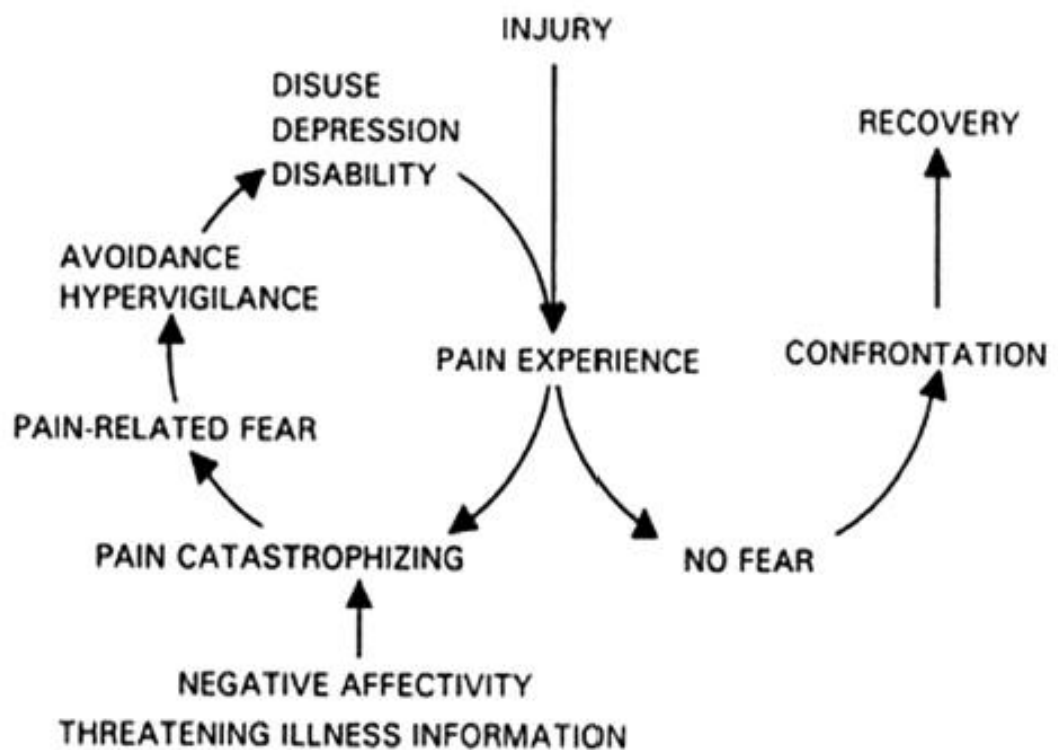 INJURY
DISUSE
DEPRESSION
DISABILITY
RECOVERY
AVOIDANCE
HYPERVIGILANCE
PAIN EXPERIENCE
CONFRONTATION
PAIN-RELATED FEAR
PAIN CATASTROPHIZING
NO FEAR
NEGATIVE AFFECTIVITY
THREATENING ILLNESS INFORMATION